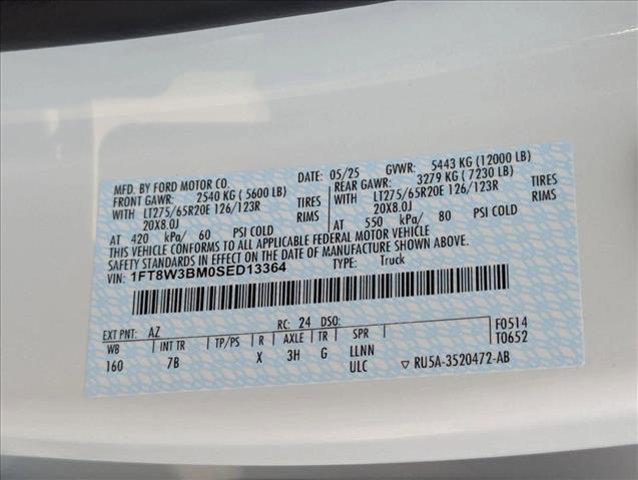 MFD. BY FORD MOTOR CO. DATE: 05/25 GVWR: 5443 KG (12000 LB)
FRONT GAWR: 2540 KG (5600 LB) REAR GAWR: 3279 KG (7230 LB)
WITH LT275/65R20E 126/123R TIRES WITH LT275/65R20E 126/123R TIRES
20X8.0J RIMS 20X8.0J RIMS
AT 420 kPa/ 60 PSI COLD AT 550 kPa/ 80 PSI COLD
THIS VEHICLE CONFORMS TO ALL APPLICABLE FEDERAL MOTOR VEHICLE
SAFETY STANDARDS IN EFFECT ON THE DATE OF MANUFACTURE SHOWN ABOVE.
VIN: 1FT8W3BM0SED13364 TYPE: Truck
EXT PNT: AZ RC: 24 DSO: F0514
WB INT TR TP/PS R AXLE TR SPR T0652
160 7B X 3H G LLNN
ULC ▽ RU5A-3520472-AB